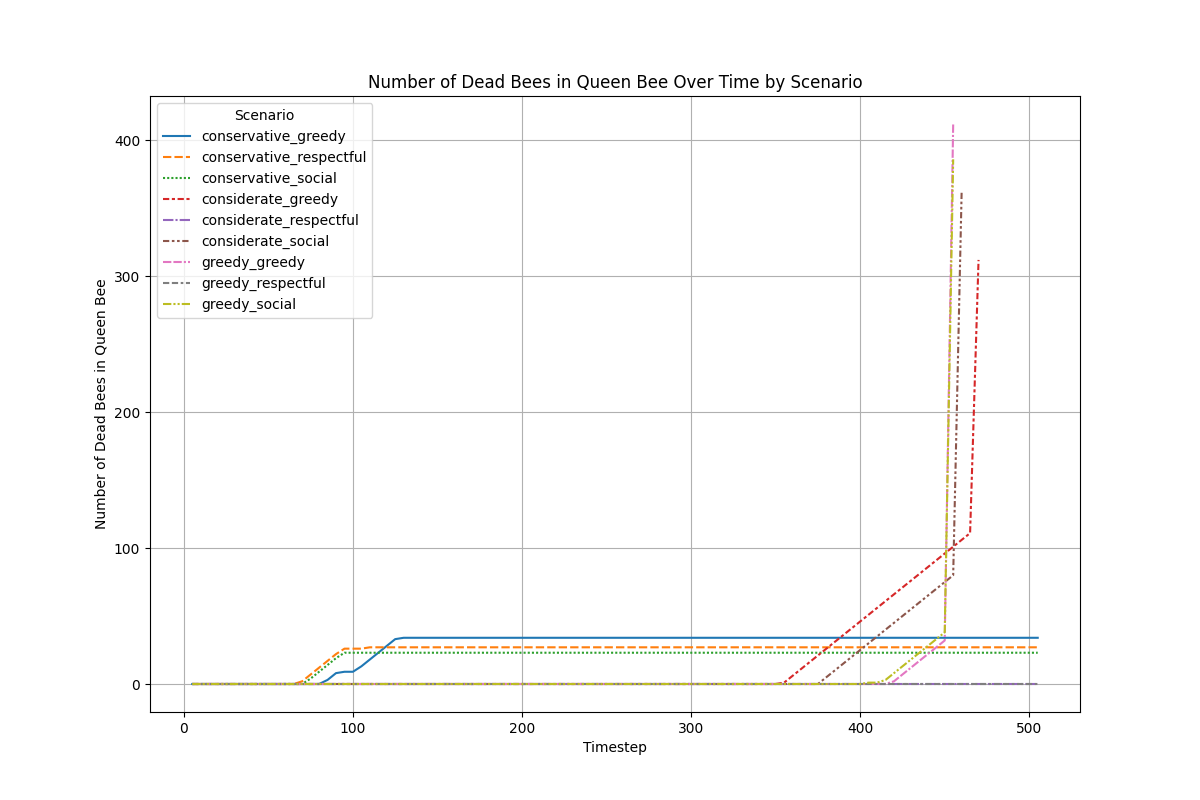 Number of Dead Bees in Queen Bee Over Time by Scenario
Scenario
conservative_greedy
conservative_respectful
conservative_social
considerate_greedy
considerate_respectful
considerate_social
greedy_greedy
greedy_respectful
greedy_social
Number of Dead Bees in Queen Bee
400
300
200
100
0
0 100 200 300 400 500
Timestep